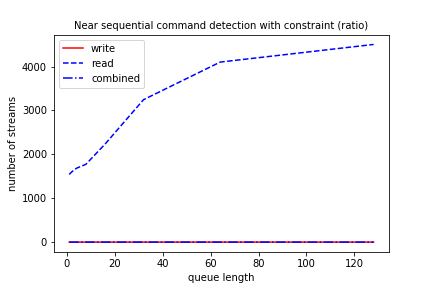 Near sequential command detection with constraint (ratio)
write
read
combined
number of streams
4000
3000
2000
1000
0
0 20 40 60 80 100 120
queue length